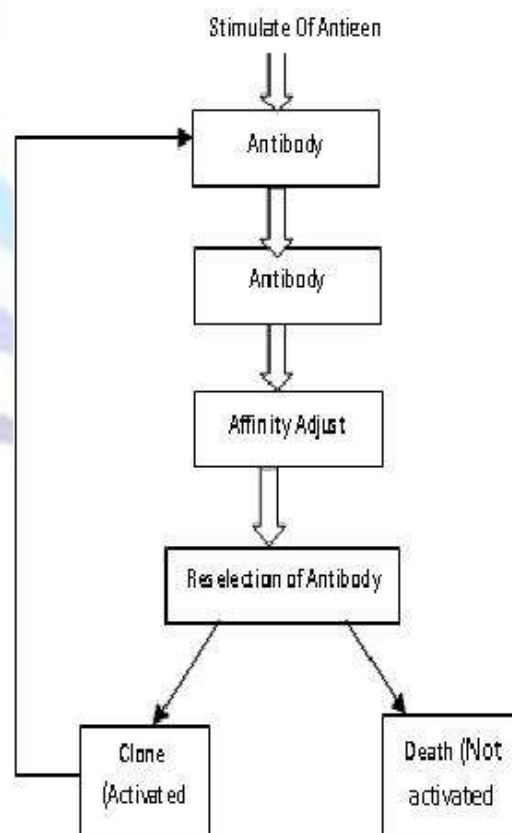 Stimulate Of Antigen
Antibody
Antibody
Affinity Adjust
Reselection of Antibody
Clone
(Activated
Death (Not
activated